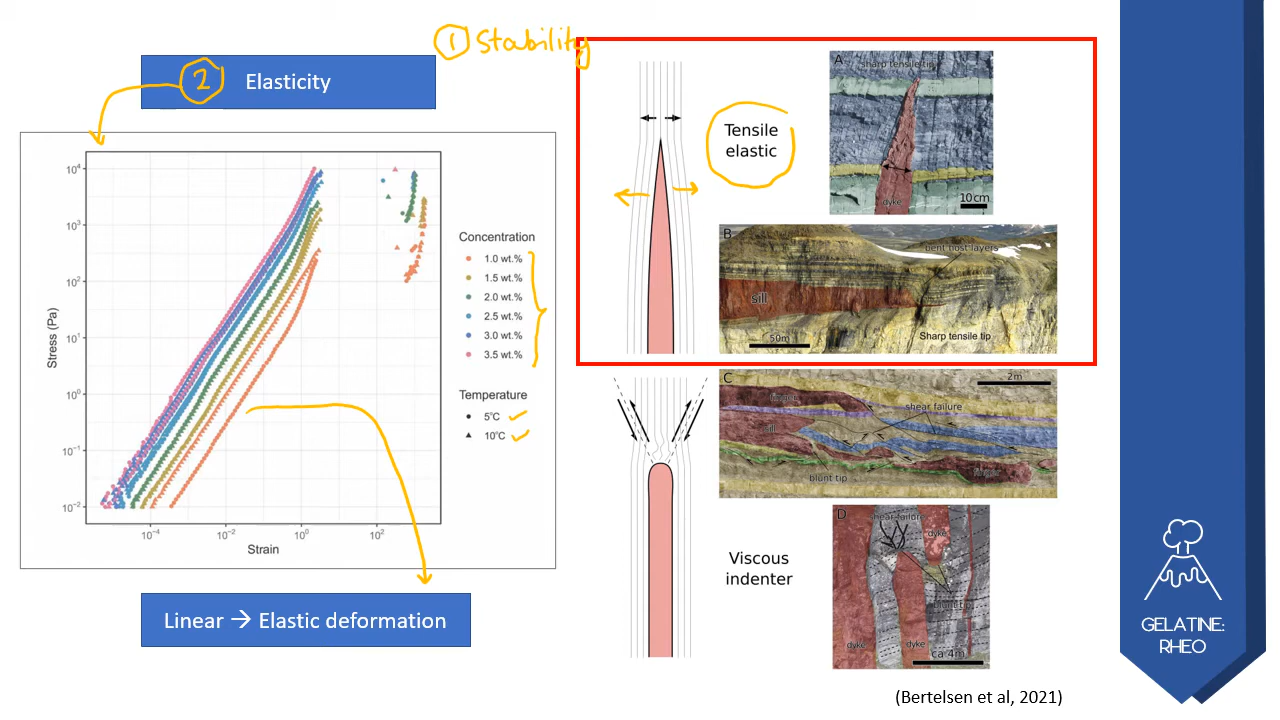 ① Stability
② Elasticity
Stress (Pa)
10⁴
10³
10²
10¹
10⁰
10⁻¹
10⁻²
10⁻⁴
10⁻²
10⁰
10²
Strain
Concentration
1.0 wt.%
1.5 wt.%
2.0 wt.%
2.5 wt.%
3.0 wt.%
3.5 wt.%
Temperature
5°C
10°C
Linear → Elastic deformation
Tensile
elastic
A
sharp tensile tip
dyke
10cm
B
bent host layers
sill
50m
Sharp tensile tip
C
2m
finger
shear failure
sill
blunt tip
finger
Viscous
indenter
D
shear failure
dyke
blunt tip
dyke
dyke
ca 4m
(Bertelsen et al, 2021)
GELATINE:
RHEO